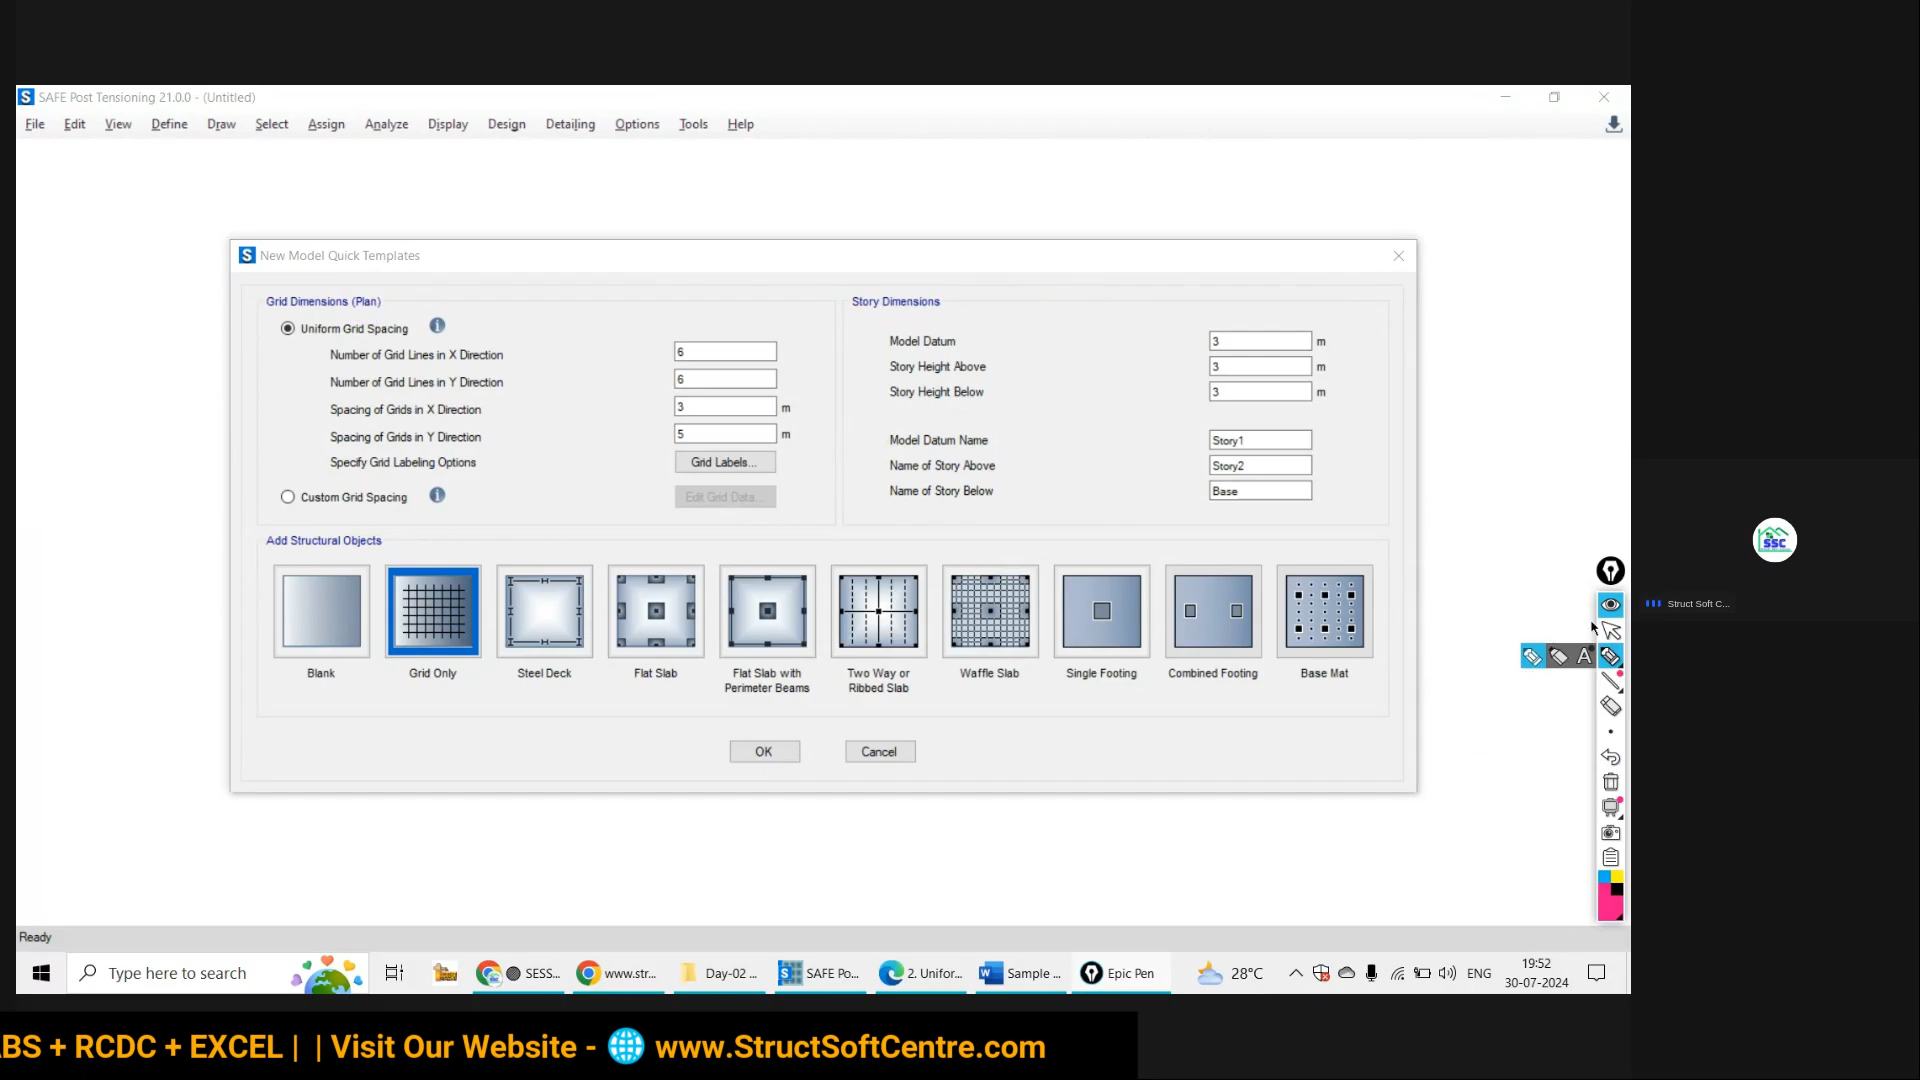 SAFE Post Tensioning 21.0.0 - (Untitled)
File Edit View Define Draw Select Assign Analyze Display Design Detailing Options Tools Help
New Model Quick Templates
Grid Dimensions (Plan)
Uniform Grid Spacing
Number of Grid Lines in X Direction 6
Number of Grid Lines in Y Direction 6
Spacing of Grids in X Direction 3 m
Spacing of Grids in Y Direction 5 m
Specify Grid Labeling Options Grid Labels...
Custom Grid Spacing Edit Grid Data...
Story Dimensions
Model Datum 3 m
Story Height Above 3 m
Story Height Below 3 m
Model Datum Name Story1
Name of Story Above Story2
Name of Story Below Base
Add Structural Objects
Blank
Grid Only
Steel Deck
Flat Slab
Flat Slab with
Perimeter Beams
Two Way or
Ribbed Slab
Waffle Slab
Single Footing
Combined Footing
Base Mat
OK Cancel
SSC
Struct Soft C...
A
Ready
Type here to search
SESS...
www.str...
Day-02 ...
SAFE Po...
2. Unifor...
Sample ...
Epic Pen
28°C
ENG
19:52
30-07-2024
ABS + RCDC + EXCEL | | Visit Our Website - www.StructSoftCentre.com